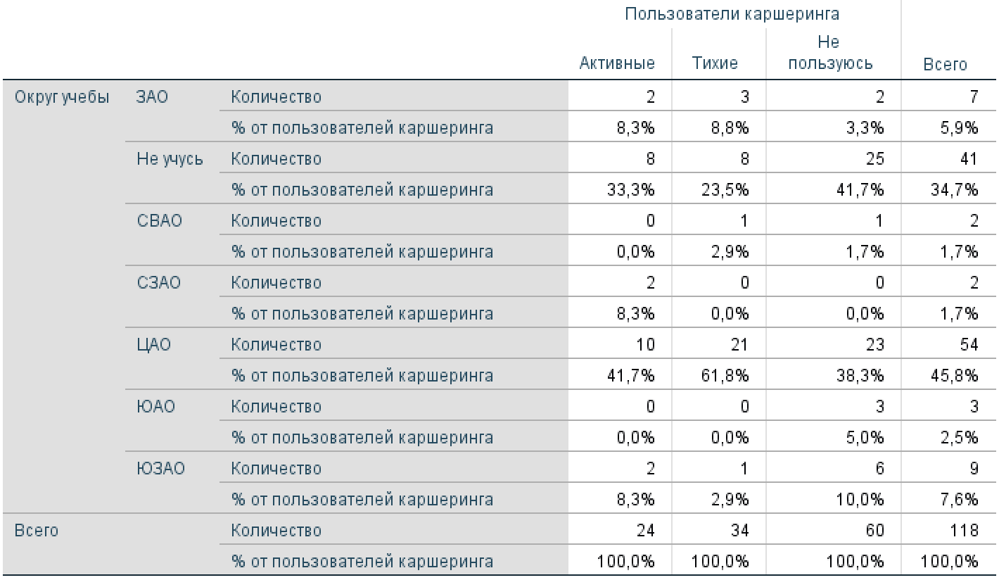 Пользователи каршеринга
Активные Тихие Не пользуюсь Всего
Округ учебы ЗАО Количество 2 3 2 7
% от пользователей каршеринга 8,3% 8,8% 3,3% 5,9%
Не учусь Количество 8 8 25 41
% от пользователей каршеринга 33,3% 23,5% 41,7% 34,7%
СВАО Количество 0 1 1 2
% от пользователей каршеринга 0,0% 2,9% 1,7% 1,7%
СЗАО Количество 2 0 0 2
% от пользователей каршеринга 8,3% 0,0% 0,0% 1,7%
ЦАО Количество 10 21 23 54
% от пользователей каршеринга 41,7% 61,8% 38,3% 45,8%
ЮАО Количество 0 0 3 3
% от пользователей каршеринга 0,0% 0,0% 5,0% 2,5%
ЮЗАО Количество 2 1 6 9
% от пользователей каршеринга 8,3% 2,9% 10,0% 7,6%
Всего Количество 24 34 60 118
% от пользователей каршеринга 100,0% 100,0% 100,0% 100,0%